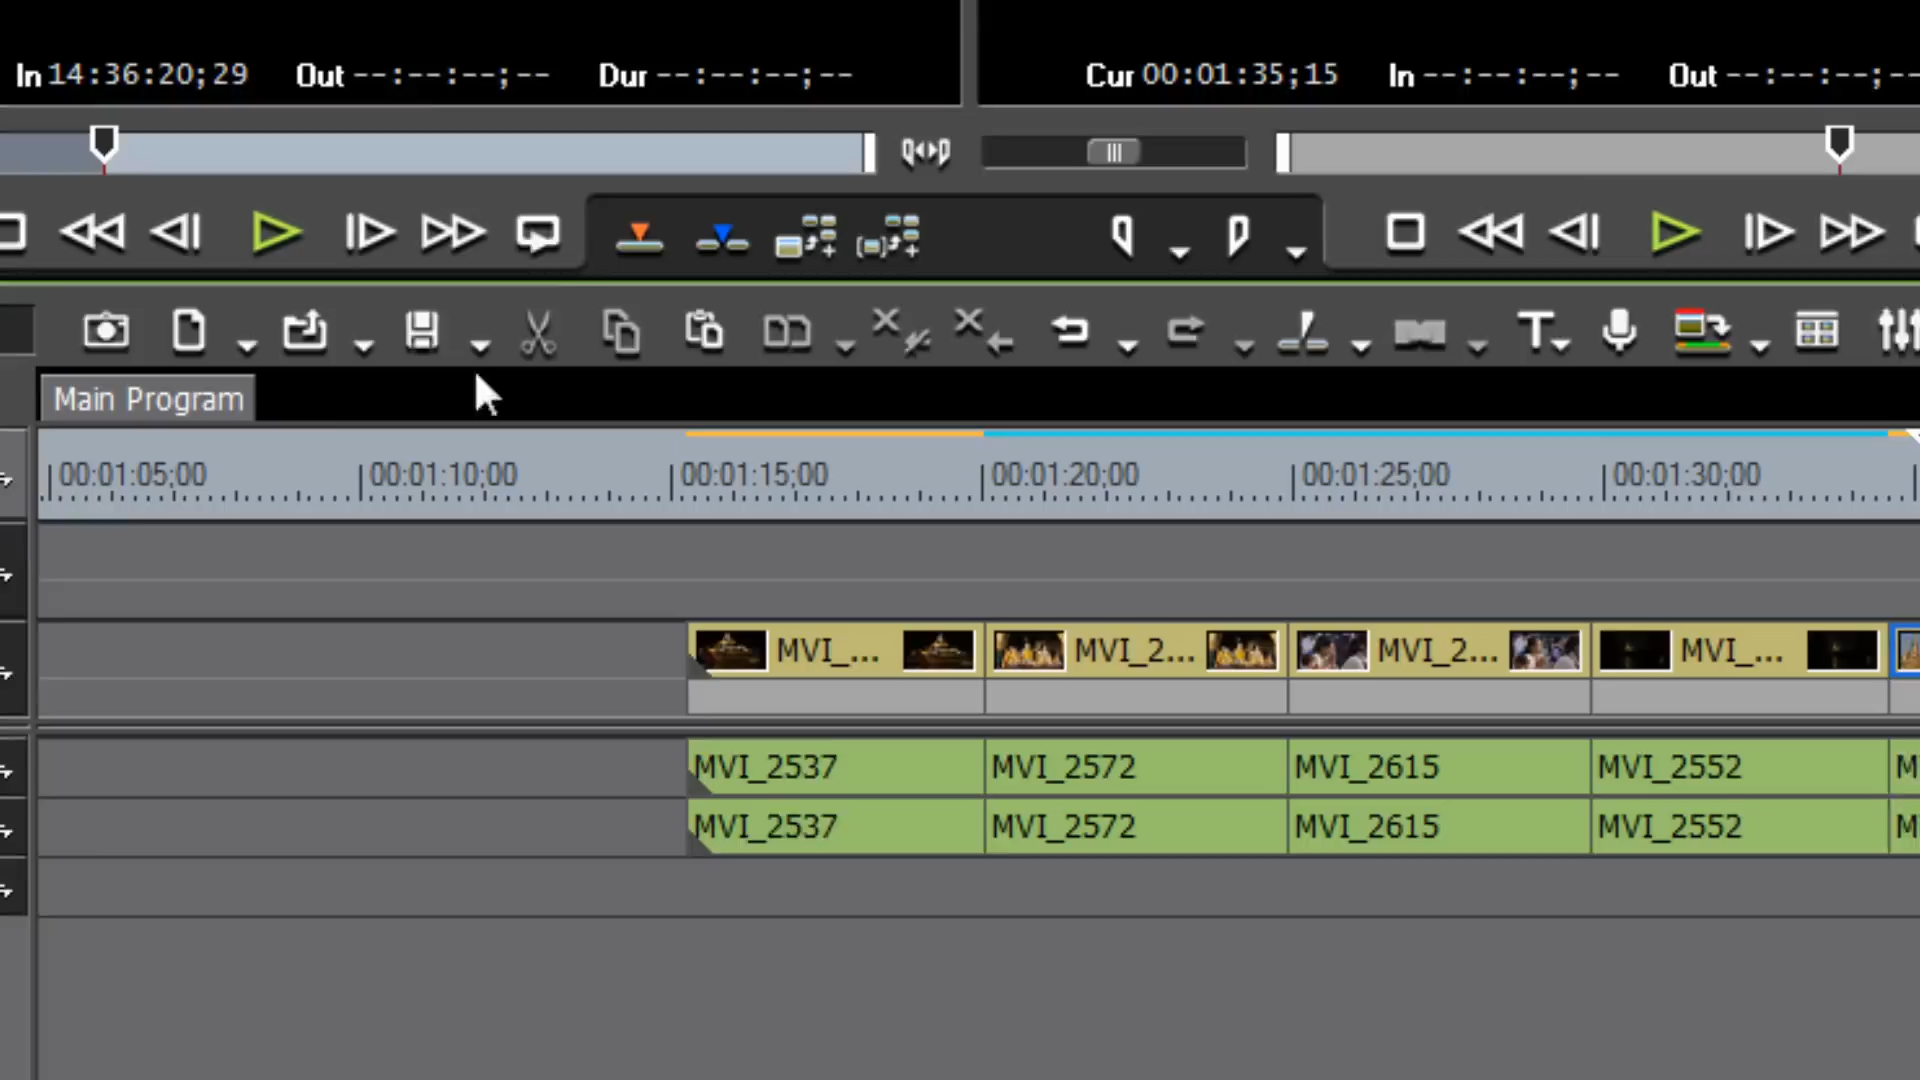 In 14:36:20;29 Out --:--:--;-- Dur --:--:--;--
Cur 00:01:35;15 In --:--:--;-- Out --:--:--;--
Main Program
00:01:05;00 00:01:10;00 00:01:15;00 00:01:20;00 00:01:25;00 00:01:30;00
MVI_... MVI_2... MVI_2... MVI_...
MVI_2537 MVI_2572 MVI_2615 MVI_2552 M
MVI_2537 MVI_2572 MVI_2615 MVI_2552 M